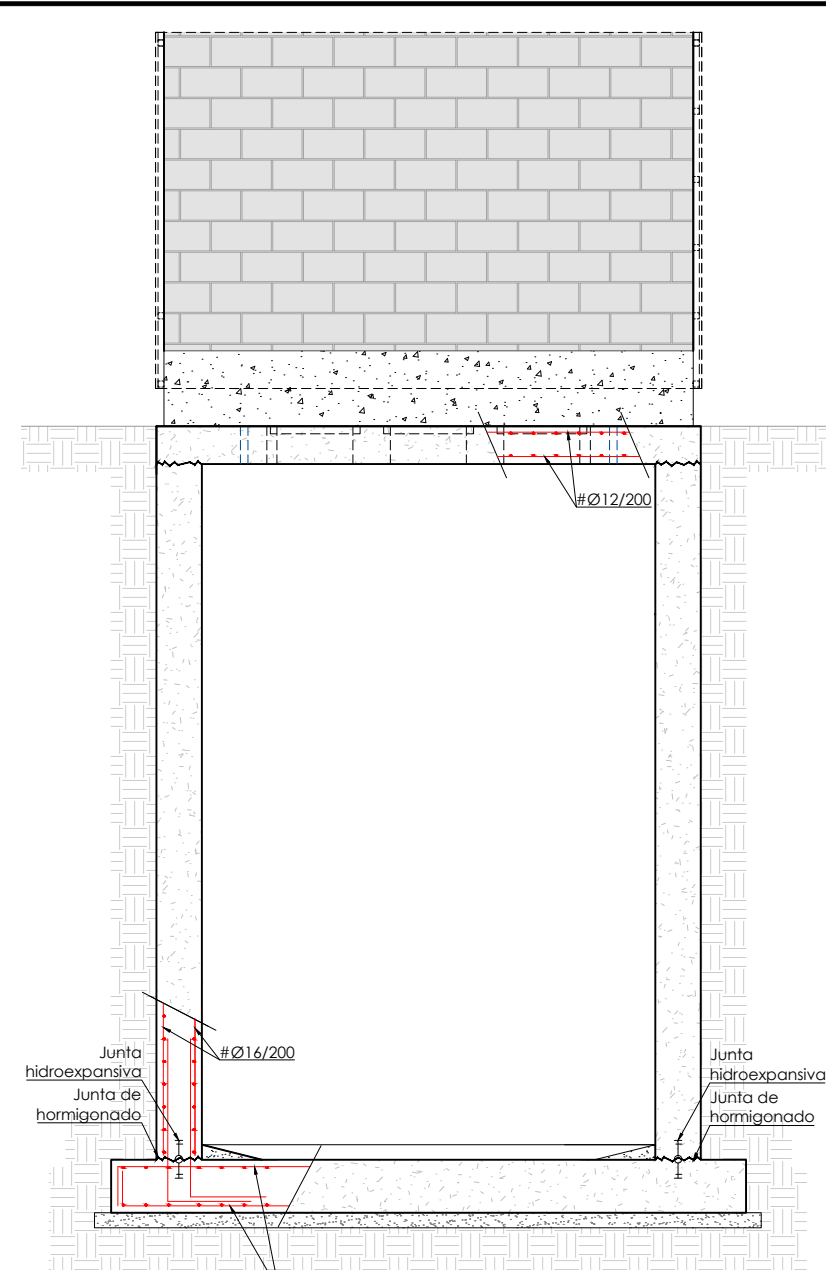 #Ø12/200
#Ø16/200
Junta
hidroexpansiva
Junta de
hormigonado
Junta
hidroexpansiva
Junta de
hormigonado